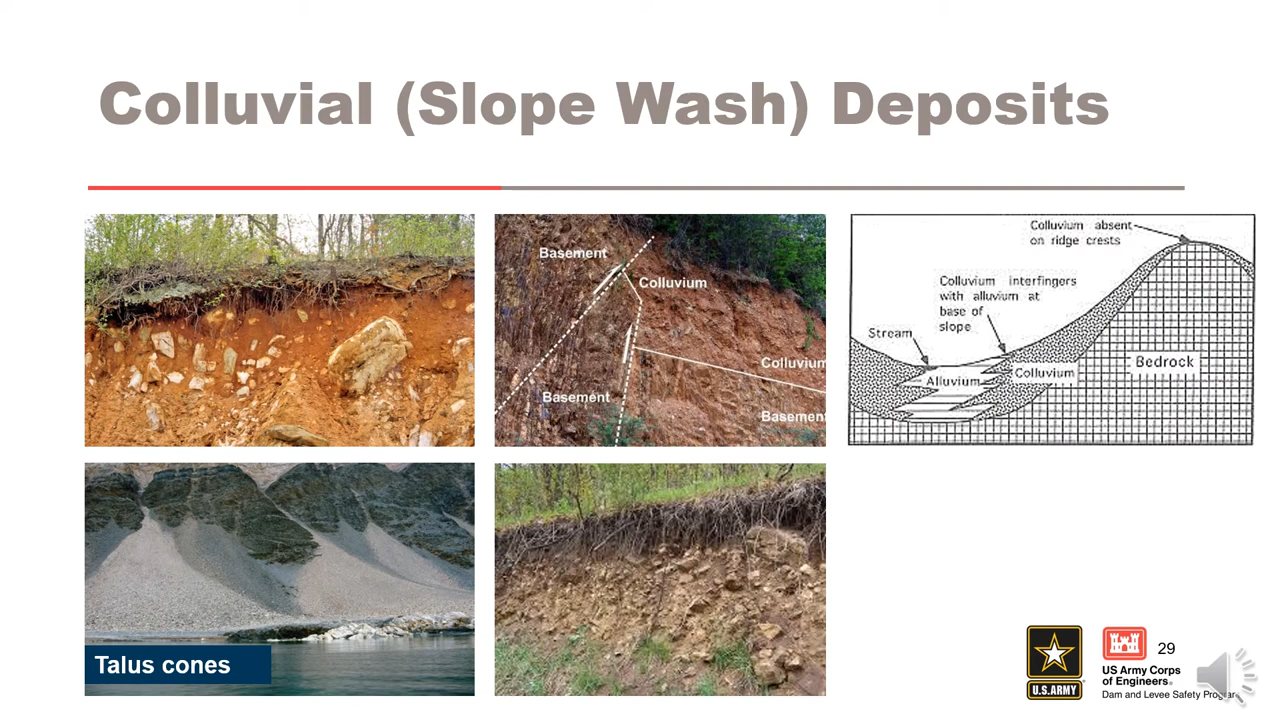 Colluvial (Slope Wash) Deposits
Basement
Colluvium
Colluvium
Basement
Basement
Colluvium absent
on ridge crests
Colluvium interfingers
with alluvium at
base of
slope
Stream
Alluvium
Colluvium
Bedrock
Talus cones
U.S.ARMY
29
US Army Corps
of Engineers®
Dam and Levee Safety Program